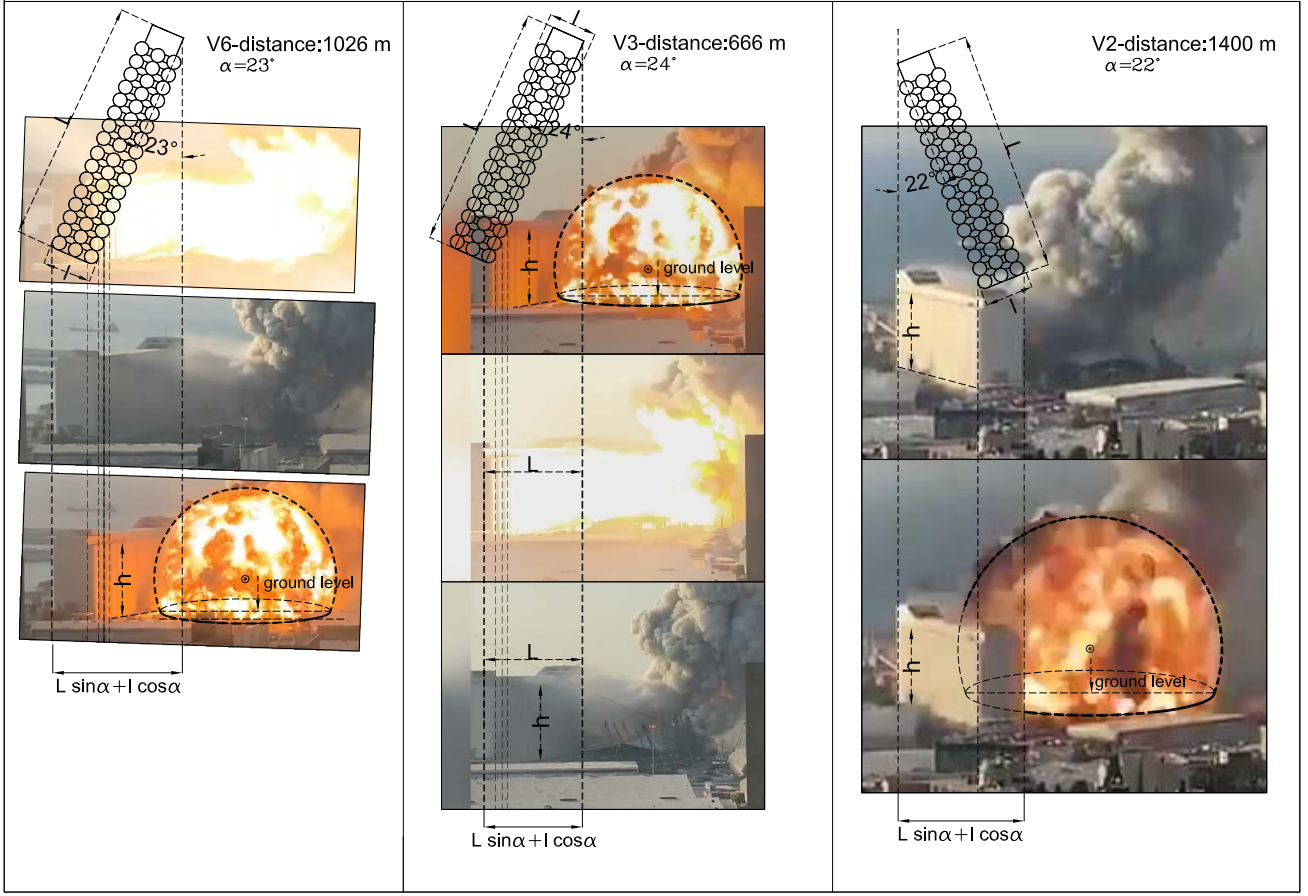 V6-distance:1026 m
α=23°
L
23°
l
h
ground level
L sinα+l cosα
V3-distance:666 m
α=24°
l
L
24°
h
ground level
L
L
h
L sinα+l cosα
V2-distance:1400 m
α=22°
L
22°
l
h
h
ground level
L sinα+l cosα